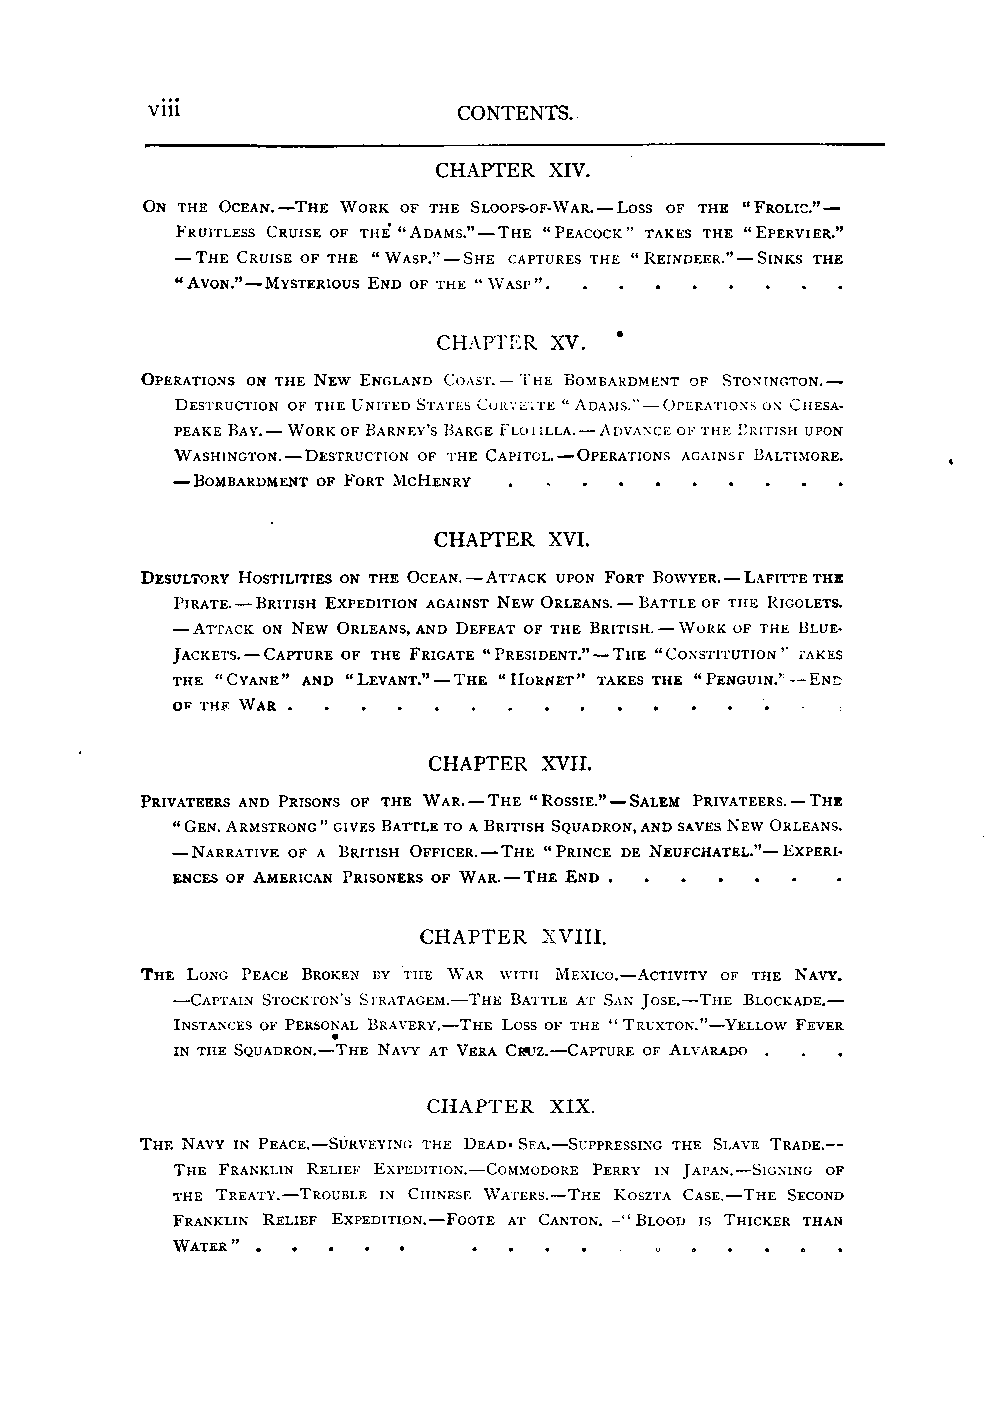 viii CONTENTS.
CHAPTER XIV.
ON THE OCEAN.—THE WORK OF THE SLOOPS-OF-WAR.—LOSS OF THE "FROLIC."—
FRUITLESS CRUISE OF THE "ADAMS."—THE "PEACOCK" TAKES THE "EPERVIER."
—THE CRUISE OF THE "WASP."—SHE CAPTURES THE "REINDEER."—SINKS THE
"AVON."—MYSTERIOUS END OF THE "WASP". . . . . . . . .
CHAPTER XV.
OPERATIONS ON THE NEW ENGLAND COAST.—THE BOMBARDMENT OF STONINGTON.—
DESTRUCTION OF THE UNITED STATES CORVETTE "ADAMS."—OPERATIONS ON CHESA-
PEAKE BAY.—WORK OF BARNEY'S BARGE FLOTILLA.—ADVANCE OF THE BRITISH UPON
WASHINGTON.—DESTRUCTION OF THE CAPITOL.—OPERATIONS AGAINST BALTIMORE.
—BOMBARDMENT OF FORT MCHENRY . . . . . . . . . .
CHAPTER XVI.
DESULTORY HOSTILITIES ON THE OCEAN.—ATTACK UPON FORT BOWYER.—LAFITTE THE
PIRATE.—BRITISH EXPEDITION AGAINST NEW ORLEANS.—BATTLE OF THE RIGOLETS.
—ATTACK ON NEW ORLEANS, AND DEFEAT OF THE BRITISH.—WORK OF THE BLUE-
JACKETS.—CAPTURE OF THE FRIGATE "PRESIDENT."—THE "CONSTITUTION" TAKES
THE "CYANE" AND "LEVANT."—THE "HORNET" TAKES THE "PENGUIN."—END
OF THE WAR . . . . . . . . . . . . . . . .
CHAPTER XVII.
PRIVATEERS AND PRISONS OF THE WAR.—THE "ROSSIE."—SALEM PRIVATEERS.—THE
"GEN. ARMSTRONG" GIVES BATTLE TO A BRITISH SQUADRON, AND SAVES NEW ORLEANS.
—NARRATIVE OF A BRITISH OFFICER.—THE "PRINCE DE NEUFCHATEL."—EXPERI-
ENCES OF AMERICAN PRISONERS OF WAR.—THE END . . . . . . .
CHAPTER XVIII.
THE LONG PEACE BROKEN BY THE WAR WITH MEXICO.—ACTIVITY OF THE NAVY.
—CAPTAIN STOCKTON'S STRATAGEM.—THE BATTLE AT SAN JOSE.—THE BLOCKADE.—
INSTANCES OF PERSONAL BRAVERY.—THE LOSS OF THE "TRUXTON."—YELLOW FEVER
IN THE SQUADRON.—THE NAVY AT VERA CRUZ.—CAPTURE OF ALVARADO . . .
CHAPTER XIX.
THE NAVY IN PEACE.—SURVEYING THE DEAD SEA.—SUPPRESSING THE SLAVE TRADE.—
THE FRANKLIN RELIEF EXPEDITION.—COMMODORE PERRY IN JAPAN.—SIGNING OF
THE TREATY.—TROUBLE IN CHINESE WATERS.—THE KOSZTA CASE.—THE SECOND
FRANKLIN RELIEF EXPEDITION.—FOOTE AT CANTON.—"BLOOD IS THICKER THAN
WATER" . . . . . . . . . . . . . . . .